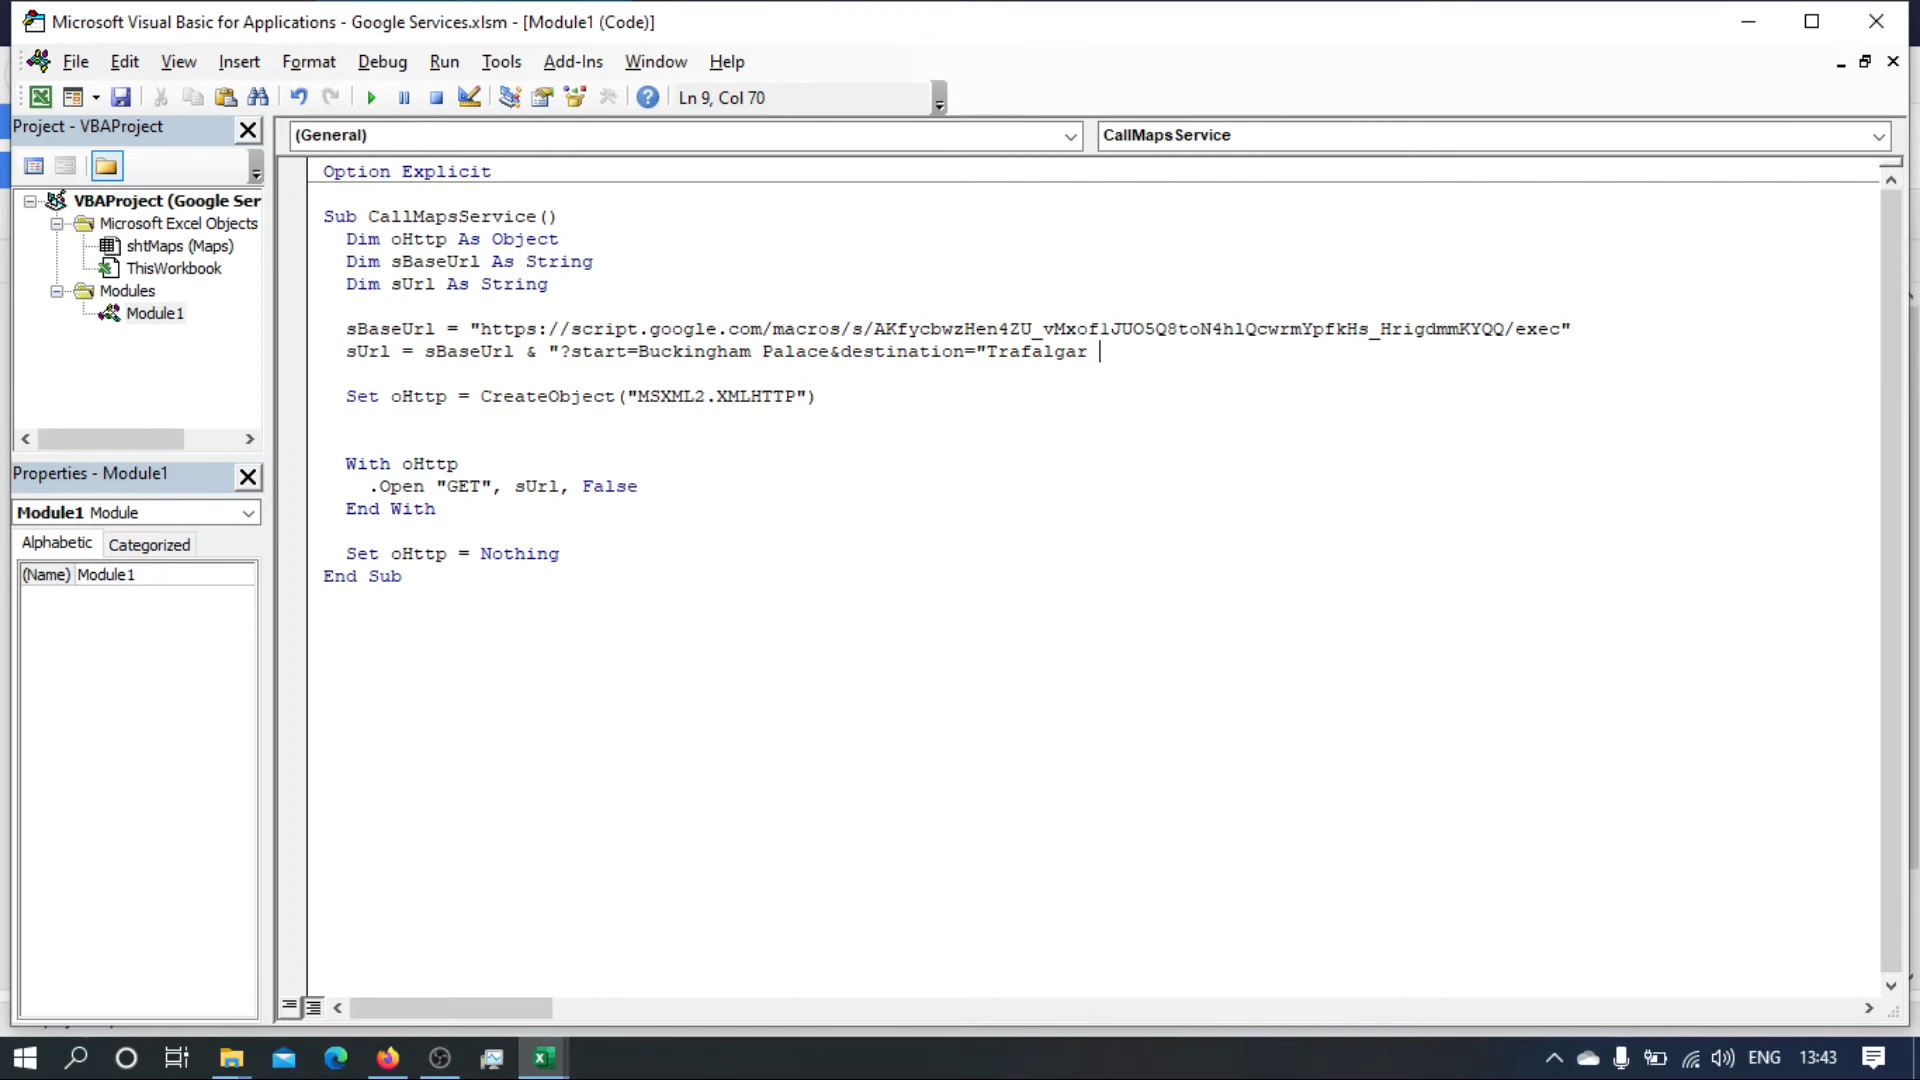 Microsoft Visual Basic for Applications - Google Services.xlsm - [Module1 (Code)]
File Edit View Insert Format Debug Run Tools Add-Ins Window Help
Ln 9, Col 70
Project - VBAProject
VBAProject (Google Ser
Microsoft Excel Objects
shtMaps (Maps)
ThisWorkbook
Modules
Module1
Properties - Module1
Module1 Module
Alphabetic Categorized
(Name) Module1
(General) CallMapsService
Option Explicit
Sub CallMapsService()
Dim oHttp As Object
Dim sBaseUrl As String
Dim sUrl As String
sBaseUrl = "https://script.google.com/macros/s/AKfycbwzHen4ZU_vMxof1JUO5Q8toN4hlQcwrmYpfkHs_HrigdmmKYQQ/exec"
sUrl = sBaseUrl & "?start=Buckingham Palace&destination="Trafalgar
Set oHttp = CreateObject("MSXML2.XMLHTTP")
With oHttp
.Open "GET", sUrl, False
End With
Set oHttp = Nothing
End Sub
ENG 13:43